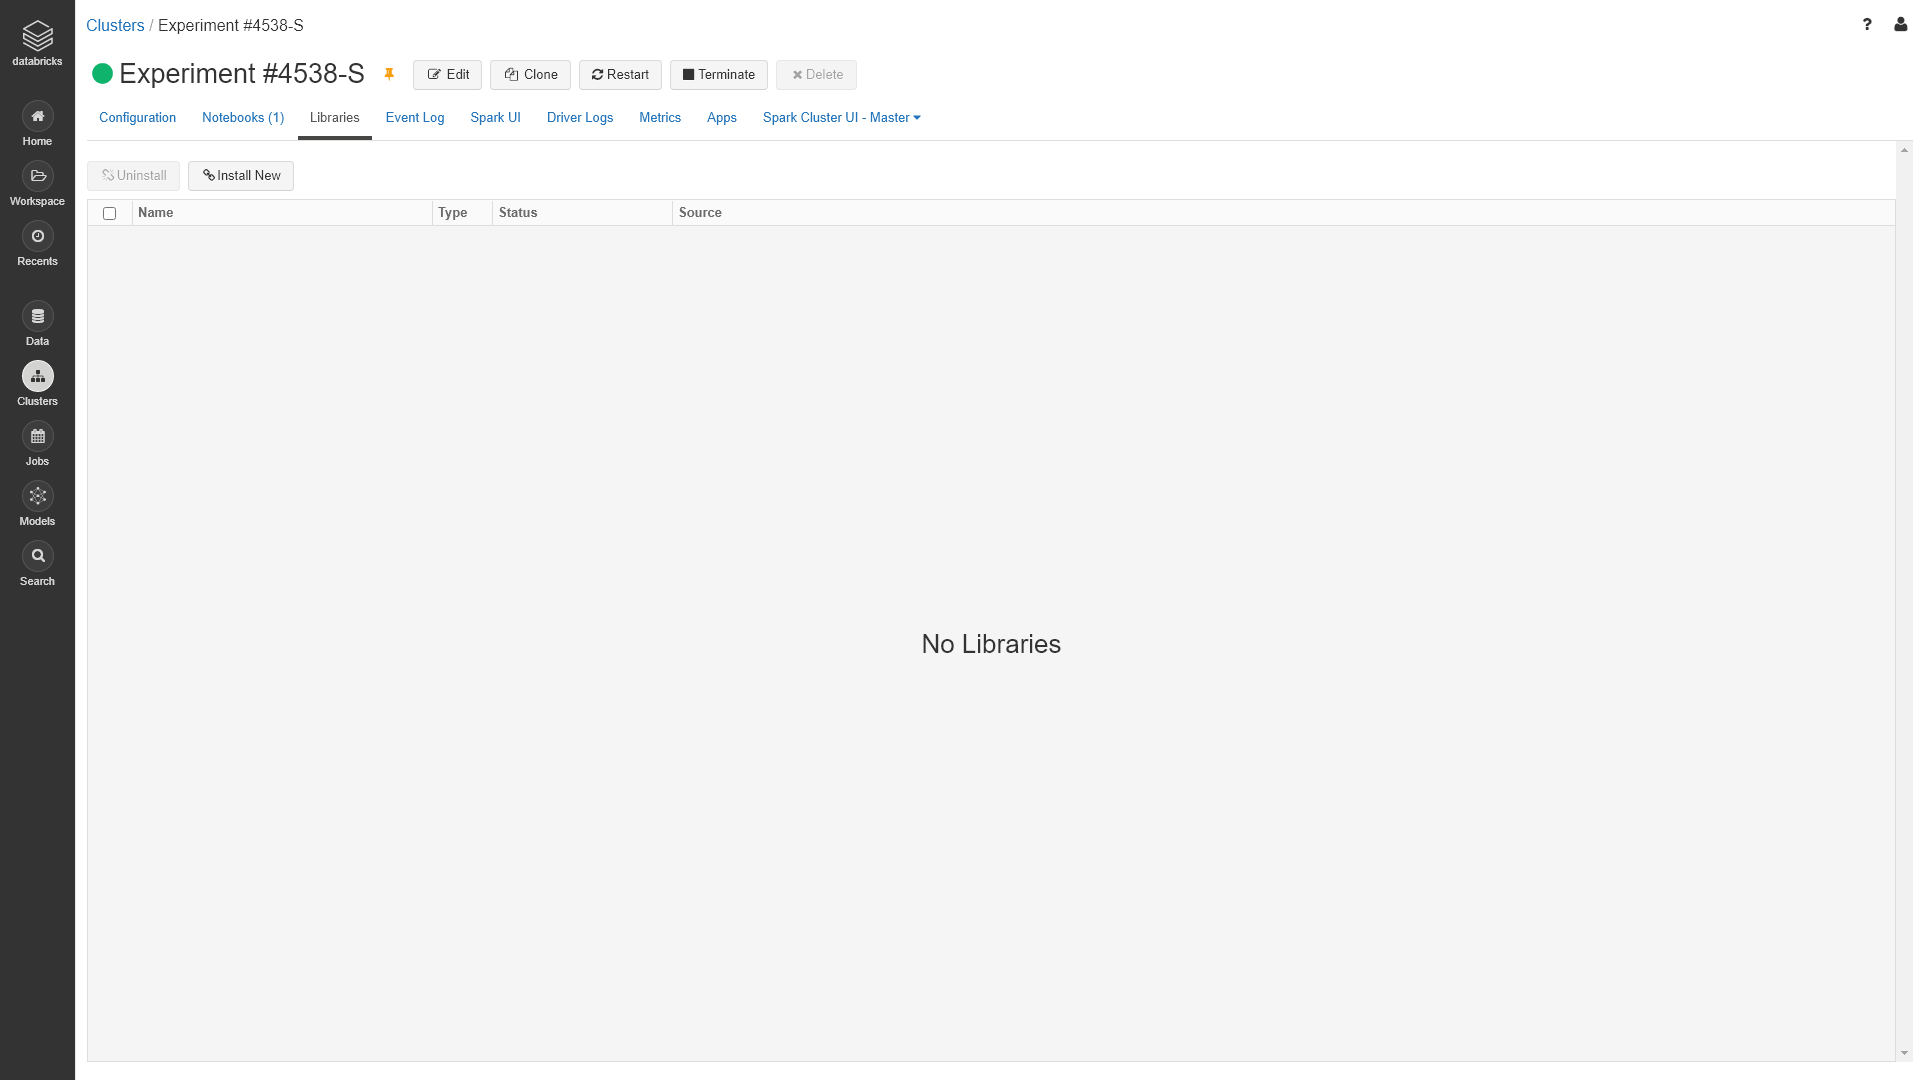 databricks
Home
Workspace
Recents
Data
Clusters
Jobs
Models
Search
Clusters / Experiment #4538-S
?
Experiment #4538-S Edit Clone Restart Terminate Delete
Configuration Notebooks (1) Libraries Event Log Spark UI Driver Logs Metrics Apps Spark Cluster UI - Master
Uninstall Install New
Name Type Status Source
No Libraries